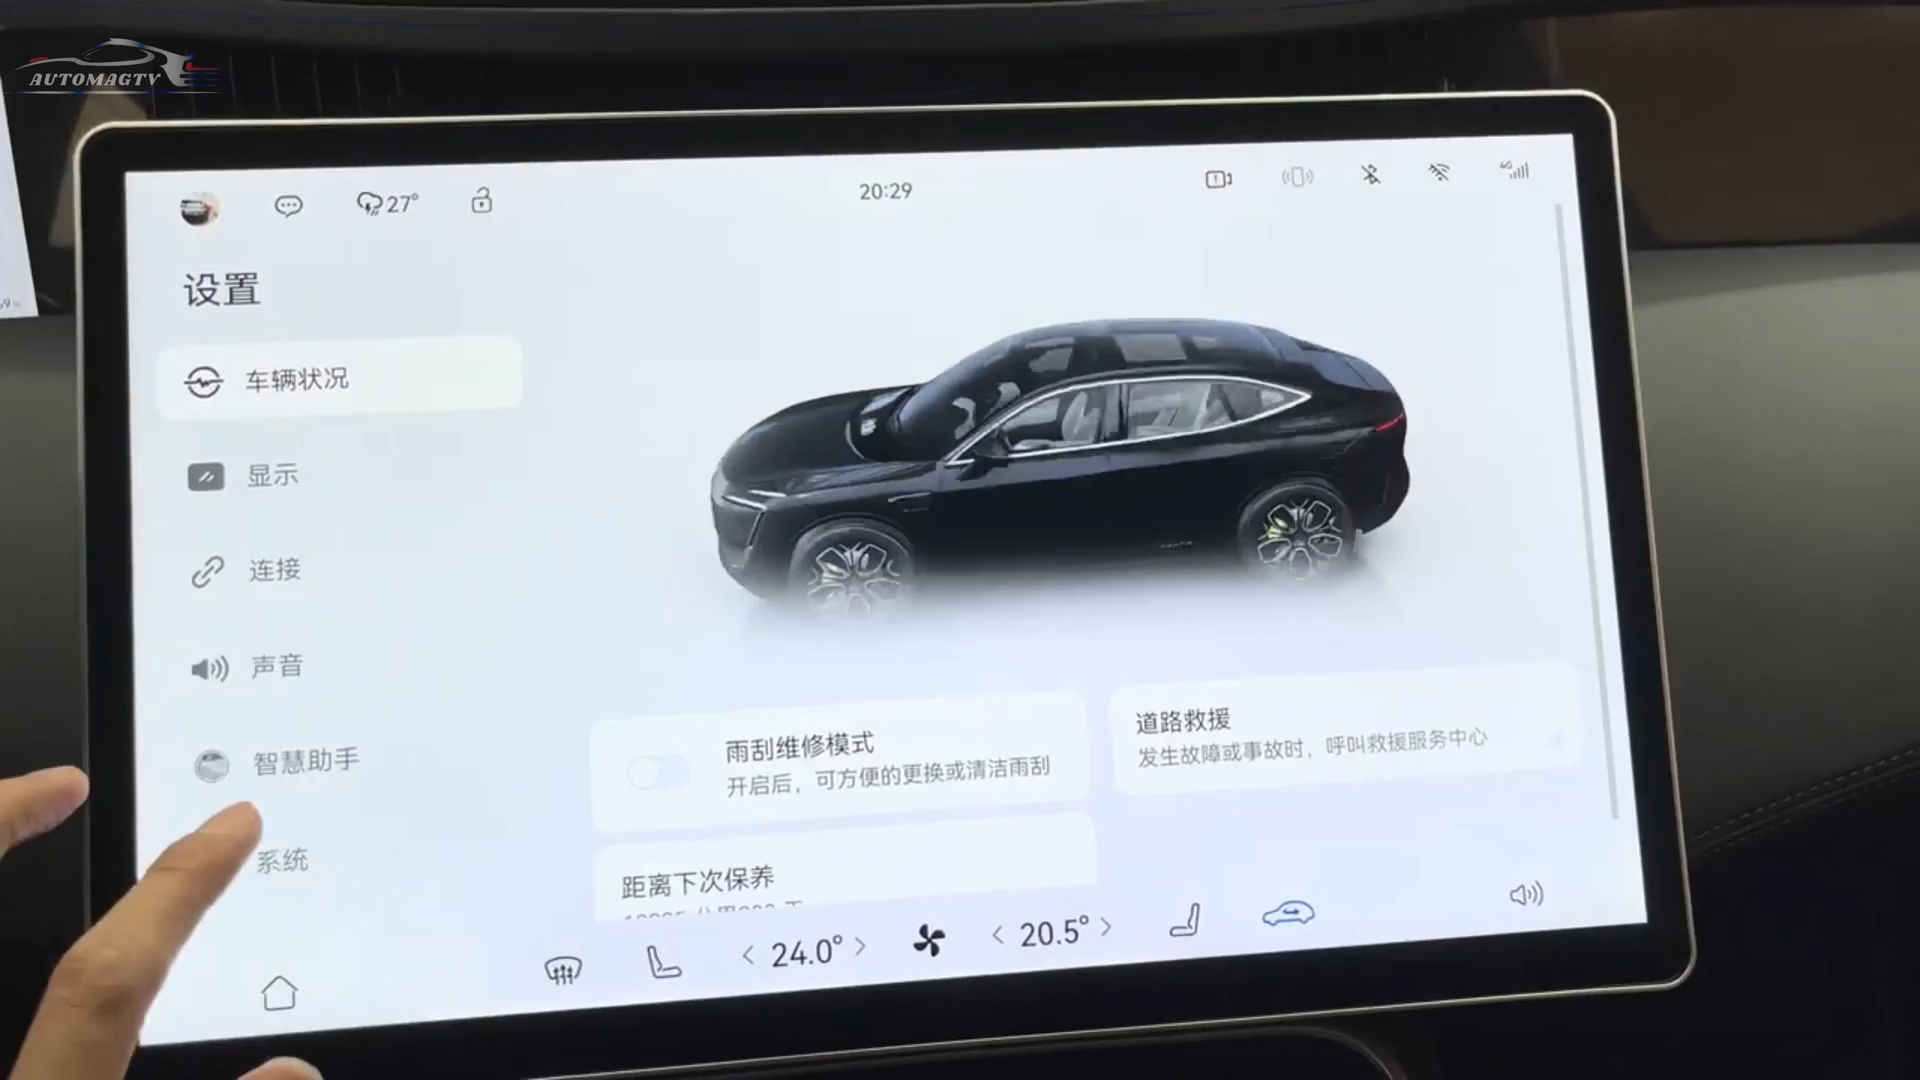 AUTOMAGTV
27°
20:29
4G
设置
车辆状况
显示
连接
声音
智慧助手
系统
雨刮维修模式
开启后，可方便的更换或清洁雨刮
道路救援
发生故障或事故时，呼叫救援服务中心
距离下次保养
< 24.0° >
< 20.5° >